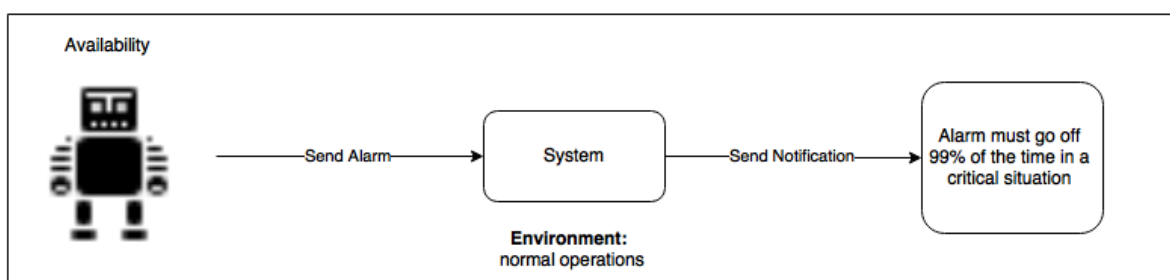 Availability
Send Alarm
System
Send Notification
Alarm must go off
99% of the time in a
critical situation
Environment:
normal operations